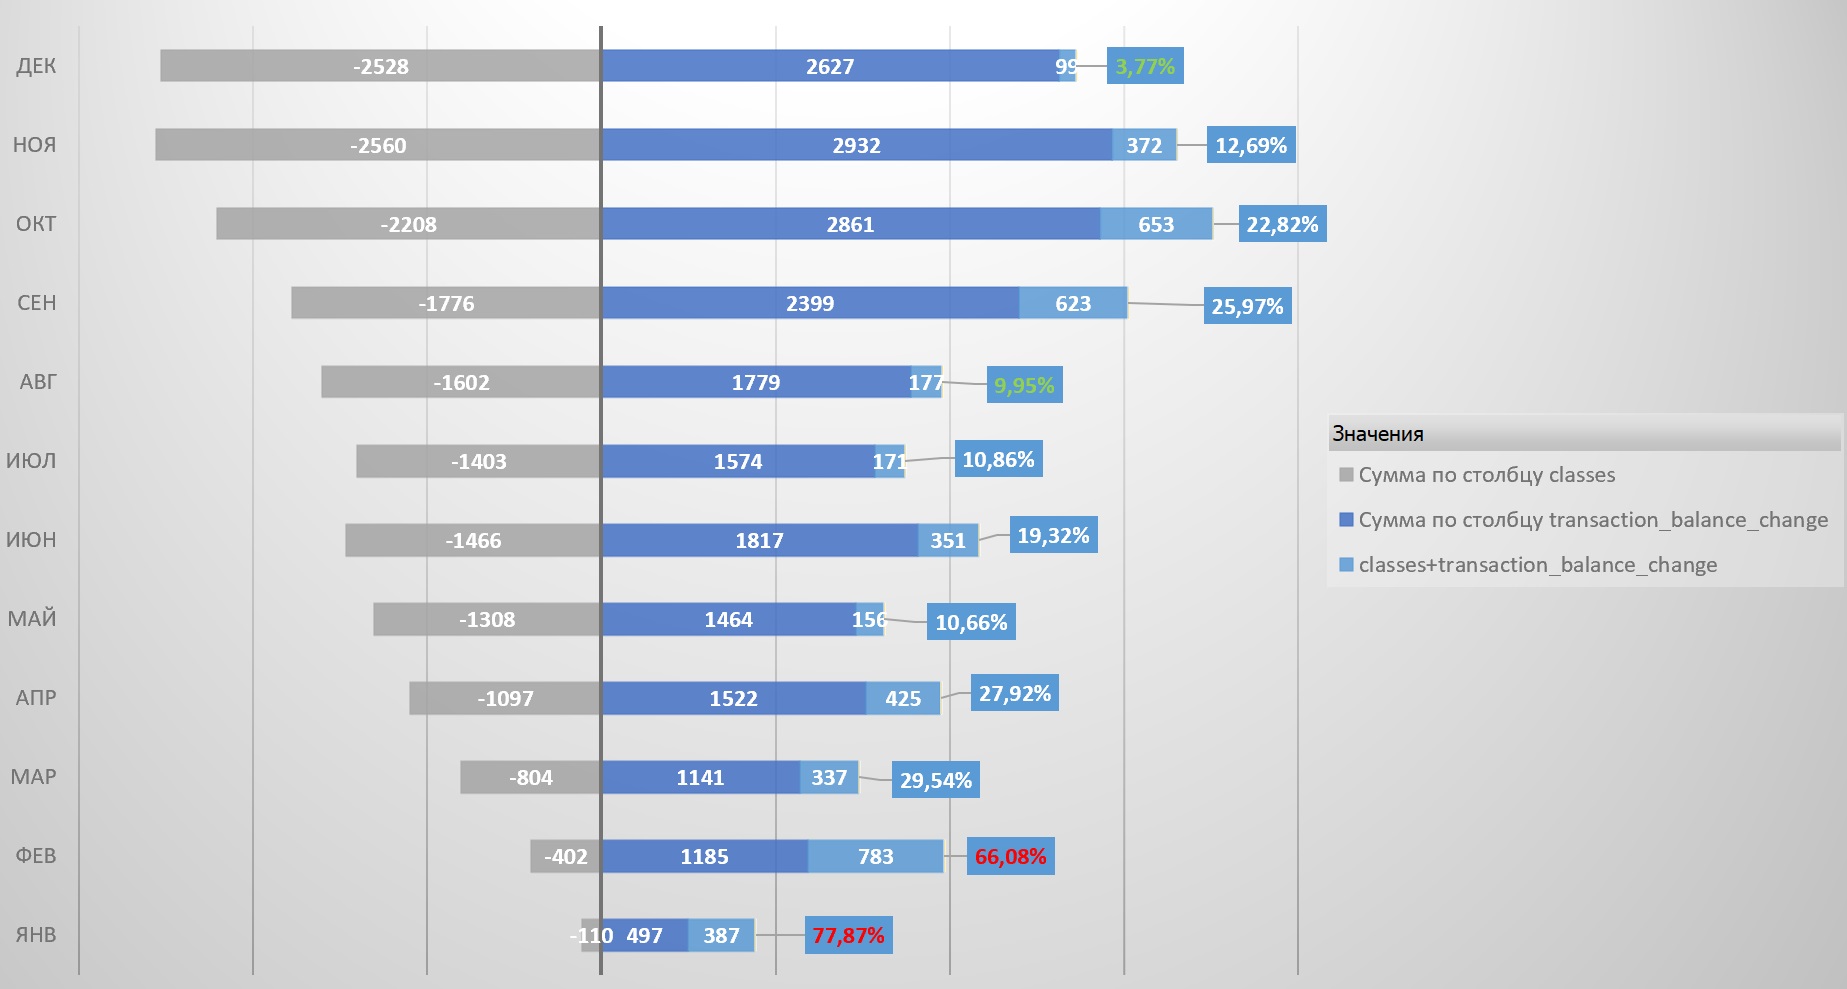 ДЕК -2528 2627 99 3,77%
НОЯ -2560 2932 372 12,69%
ОКТ -2208 2861 653 22,82%
СЕН -1776 2399 623 25,97%
АВГ -1602 1779 177 9,95%
ИЮЛ -1403 1574 171 10,86%
ИЮН -1466 1817 351 19,32%
МАЙ -1308 1464 156 10,66%
АПР -1097 1522 425 27,92%
МАР -804 1141 337 29,54%
ФЕВ -402 1185 783 66,08%
ЯНВ -110 497 387 77,87%
Значения
Сумма по столбцу classes
Сумма по столбцу transaction_balance_change
classes+transaction_balance_change